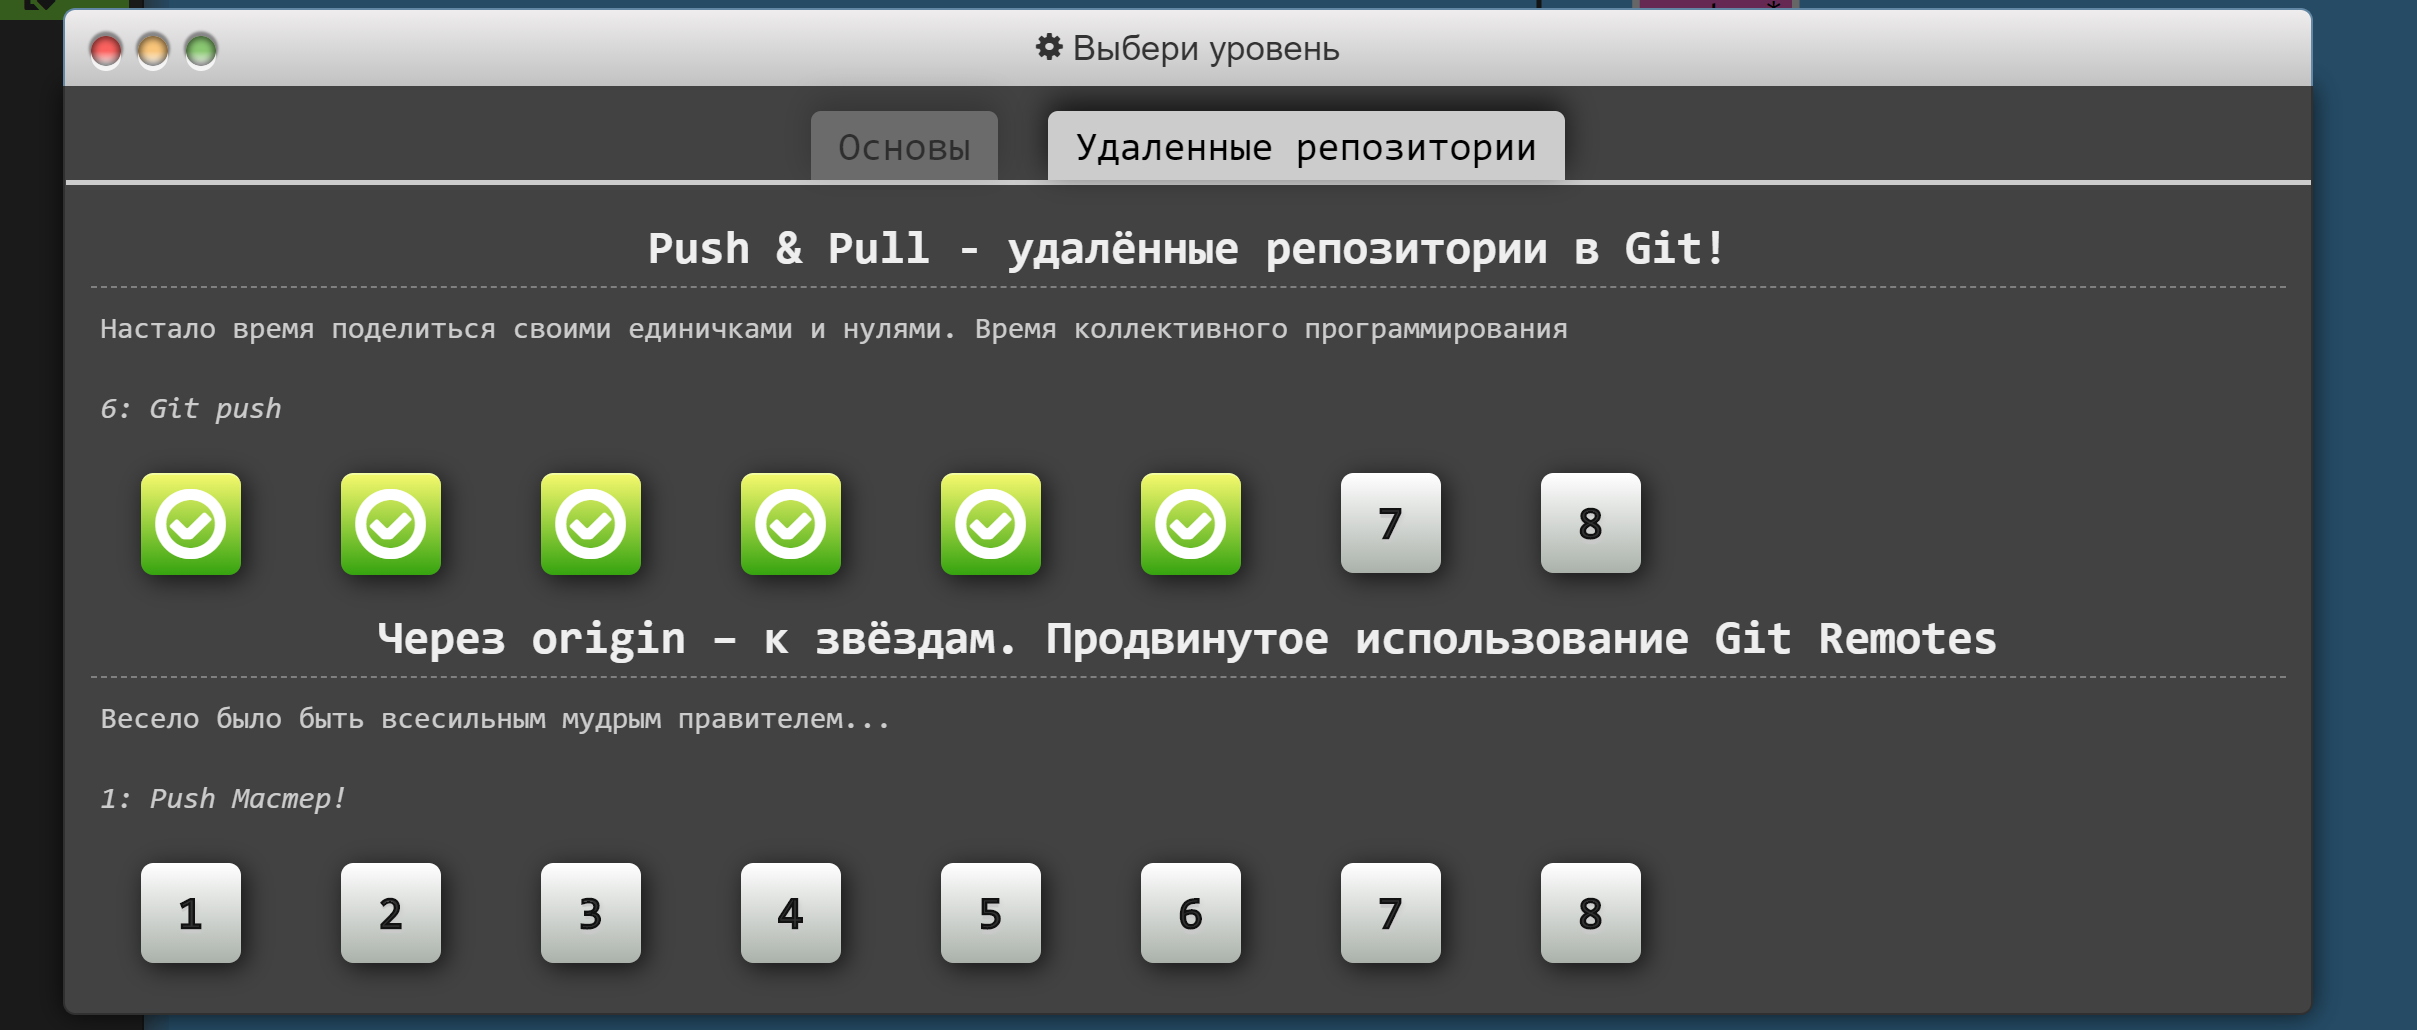 Выбери уровень
Основы Удаленные репозитории
Push & Pull - удалённые репозитории в Git!
Настало время поделиться своими единичками и нулями. Время коллективного программирования
6: Git push
7 8
Через origin – к звёздам. Продвинутое использование Git Remotes
Весело было быть всесильным мудрым правителем...
1: Push Мастер!
1 2 3 4 5 6 7 8